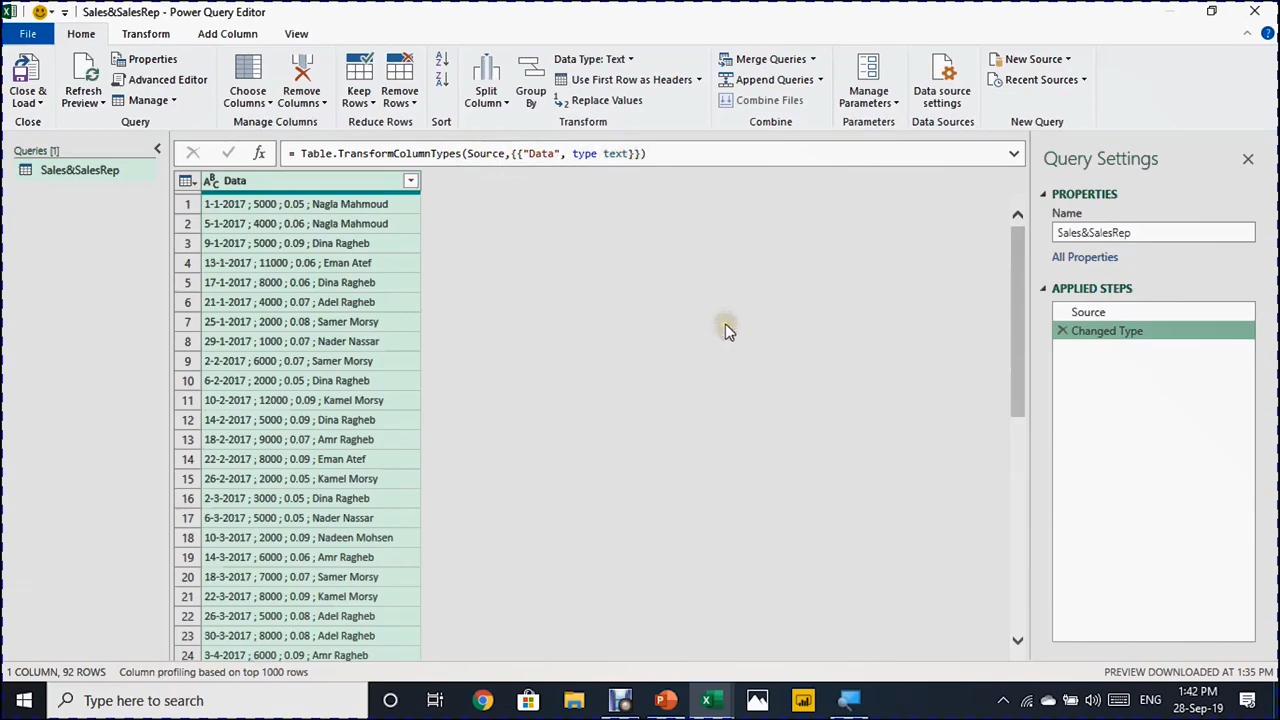 Sales&SalesRep - Power Query Editor
File
Home
Transform
Add Column
View
Close &
Load
Close
Refresh
Preview
Properties
Advanced Editor
Manage
Query
Choose
Columns
Remove
Columns
Manage Columns
Keep
Rows
Remove
Rows
Reduce Rows
Sort
Split
Column
Group
By
Data Type: Text
Use First Row as Headers
Replace Values
Transform
Merge Queries
Append Queries
Combine Files
Combine
Manage
Parameters
Parameters
Data source
settings
Data Sources
New Source
Recent Sources
New Query
Queries [1]
Sales&SalesRep
= Table.TransformColumnTypes(Source,{{"Data", type text}})
Data
1 1-1-2017 ; 5000 ; 0.05 ; Nagla Mahmoud
2 5-1-2017 ; 4000 ; 0.06 ; Nagla Mahmoud
3 9-1-2017 ; 5000 ; 0.09 ; Dina Ragheb
4 13-1-2017 ; 11000 ; 0.06 ; Eman Atef
5 17-1-2017 ; 8000 ; 0.06 ; Dina Ragheb
6 21-1-2017 ; 4000 ; 0.07 ; Adel Ragheb
7 25-1-2017 ; 2000 ; 0.08 ; Samer Morsy
8 29-1-2017 ; 1000 ; 0.07 ; Nader Nassar
9 2-2-2017 ; 6000 ; 0.07 ; Samer Morsy
10 6-2-2017 ; 2000 ; 0.05 ; Dina Ragheb
11 10-2-2017 ; 12000 ; 0.09 ; Kamel Morsy
12 14-2-2017 ; 5000 ; 0.09 ; Dina Ragheb
13 18-2-2017 ; 9000 ; 0.07 ; Amr Ragheb
14 22-2-2017 ; 8000 ; 0.09 ; Eman Atef
15 26-2-2017 ; 2000 ; 0.05 ; Kamel Morsy
16 2-3-2017 ; 3000 ; 0.05 ; Dina Ragheb
17 6-3-2017 ; 5000 ; 0.05 ; Nader Nassar
18 10-3-2017 ; 2000 ; 0.09 ; Nadeen Mohsen
19 14-3-2017 ; 6000 ; 0.06 ; Amr Ragheb
20 18-3-2017 ; 7000 ; 0.07 ; Samer Morsy
21 22-3-2017 ; 8000 ; 0.09 ; Kamel Morsy
22 26-3-2017 ; 5000 ; 0.08 ; Adel Ragheb
23 30-3-2017 ; 8000 ; 0.08 ; Adel Ragheb
24 3-4-2017 ; 6000 ; 0.09 ; Amr Ragheb
Query Settings
PROPERTIES
Name
Sales&SalesRep
All Properties
APPLIED STEPS
Source
Changed Type
1 COLUMN, 92 ROWS
Column profiling based on top 1000 rows
PREVIEW DOWNLOADED AT 1:35 PM
Type here to search
ENG
1:42 PM
28-Sep-19